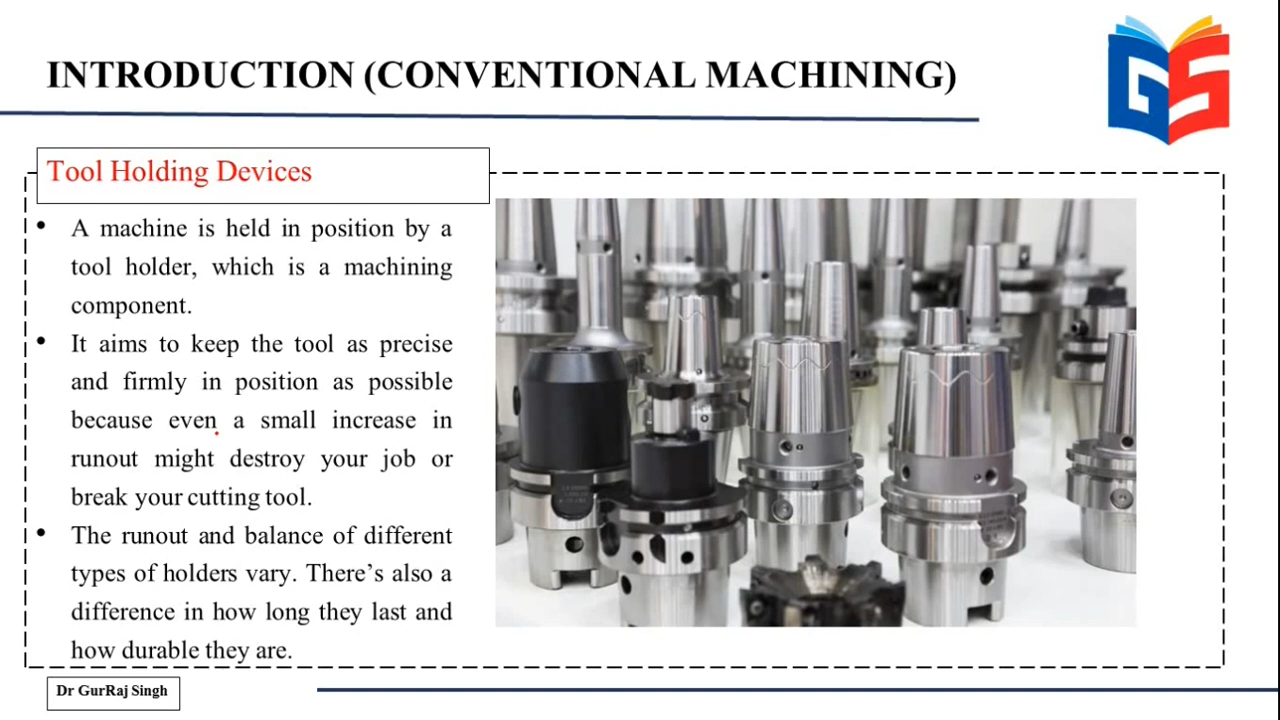 INTRODUCTION (CONVENTIONAL MACHINING)
GS
Tool Holding Devices
• A machine is held in position by a
tool holder, which is a machining
component.
• It aims to keep the tool as precise
and firmly in position as possible
because even a small increase in
runout might destroy your job or
break your cutting tool.
• The runout and balance of different
types of holders vary. There's also a
difference in how long they last and
how durable they are.
Dr GurRaj Singh